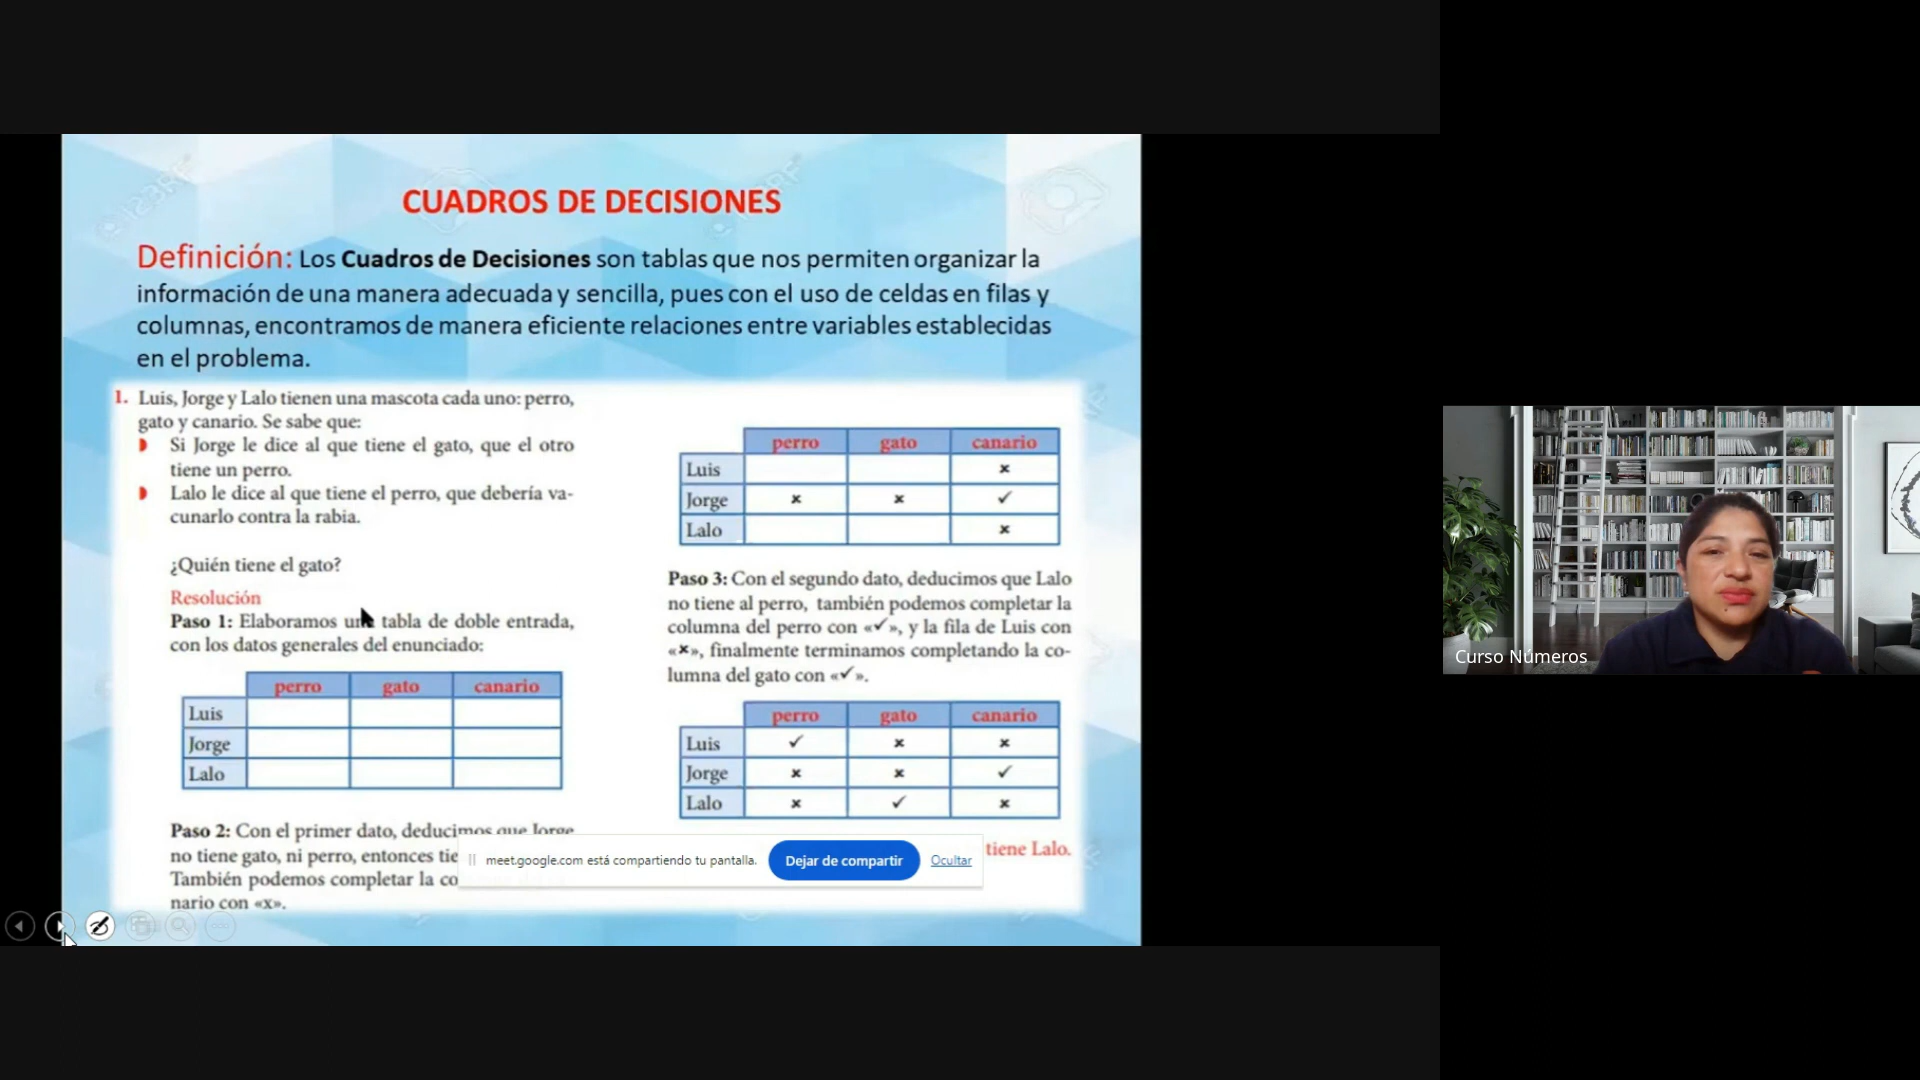 CUADROS DE DECISIONES
Definición: Los Cuadros de Decisiones son tablas que nos permiten organizar la
información de una manera adecuada y sencilla, pues con el uso de celdas en filas y
columnas, encontramos de manera eficiente relaciones entre variables establecidas
en el problema.
1. Luis, Jorge y Lalo tienen una mascota cada uno: perro,
gato y canario. Se sabe que:
Si Jorge le dice al que tiene el gato, que el otro
tiene un perro.
Lalo le dice al que tiene el perro, que debería va-
cunarlo contra la rabia.
¿Quién tiene el gato?
Resolución
Paso 1: Elaboramos una tabla de doble entrada,
con los datos generales del enunciado:
perro gato canario
Luis
Jorge
Lalo
Paso 2: Con el primer dato, deducimos que Jorge
no tiene gato, ni perro, entonces tie
También podemos completar la co
nario con «x».
perro gato canario
Luis ×
Jorge × × ✓
Lalo ×
Paso 3: Con el segundo dato, deducimos que Lalo
no tiene al perro, también podemos completar la
columna del perro con «✓», y la fila de Luis con
«×», finalmente terminamos completando la co-
lumna del gato con «✓».
perro gato canario
Luis ✓ × ×
Jorge × × ✓
Lalo × ✓ ×
tiene Lalo.
meet.google.com está compartiendo tu pantalla.
Dejar de compartir
Ocultar
Curso Números